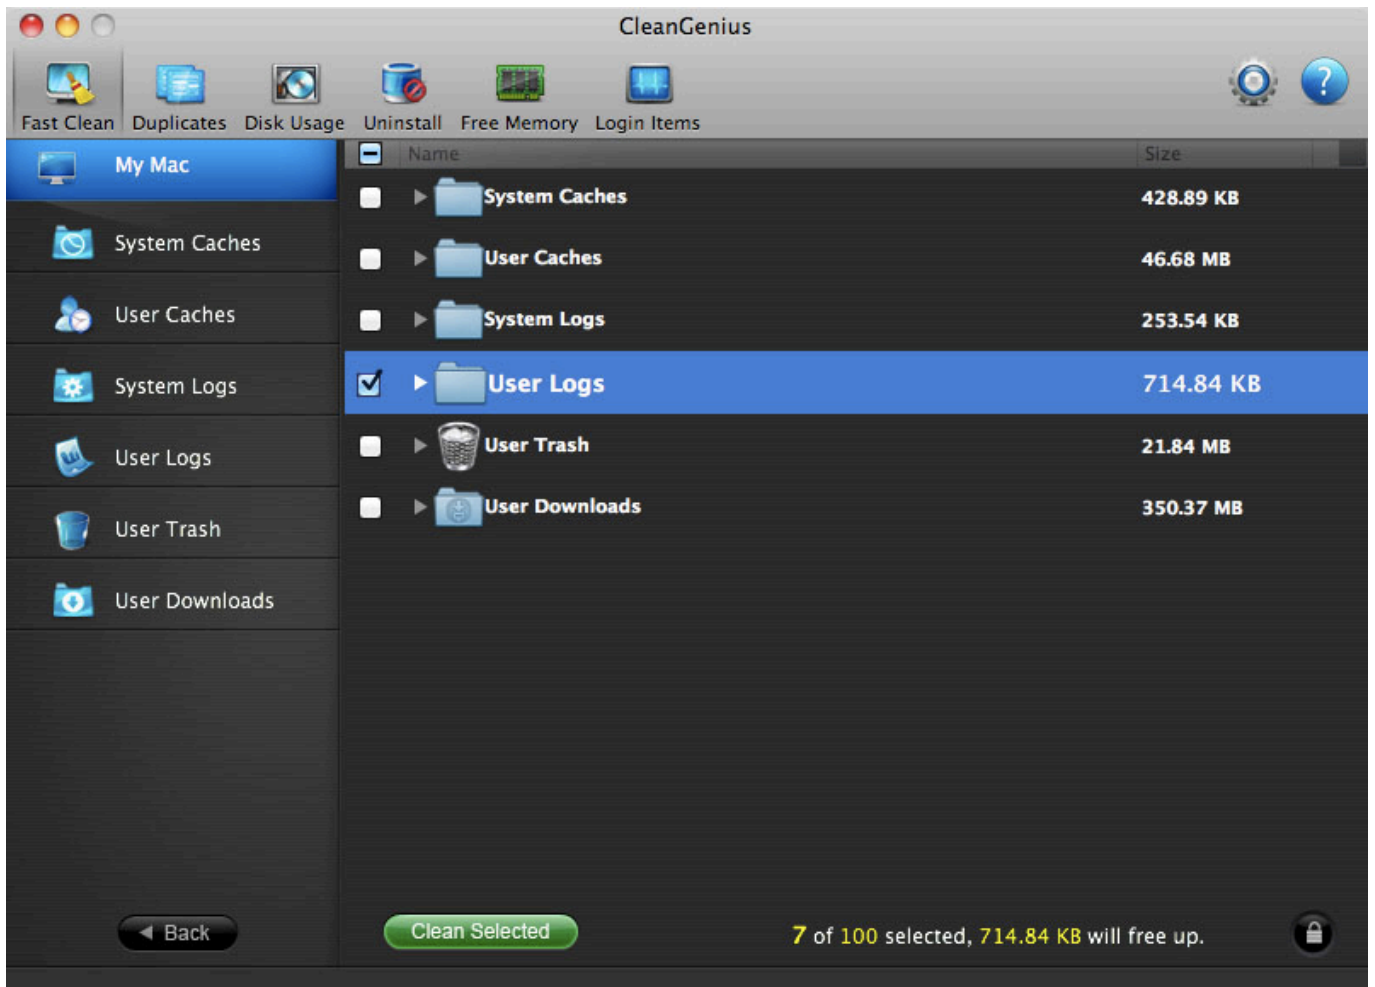 CleanGenius
Fast Clean Duplicates Disk Usage Uninstall Free Memory Login Items
?
My Mac
System Caches
User Caches
System Logs
User Logs
User Trash
User Downloads
Back
Name Size
System Caches 428.89 KB
User Caches 46.68 MB
System Logs 253.54 KB
User Logs 714.84 KB
User Trash 21.84 MB
User Downloads 350.37 MB
Clean Selected
7 of 100 selected, 714.84 KB will free up.